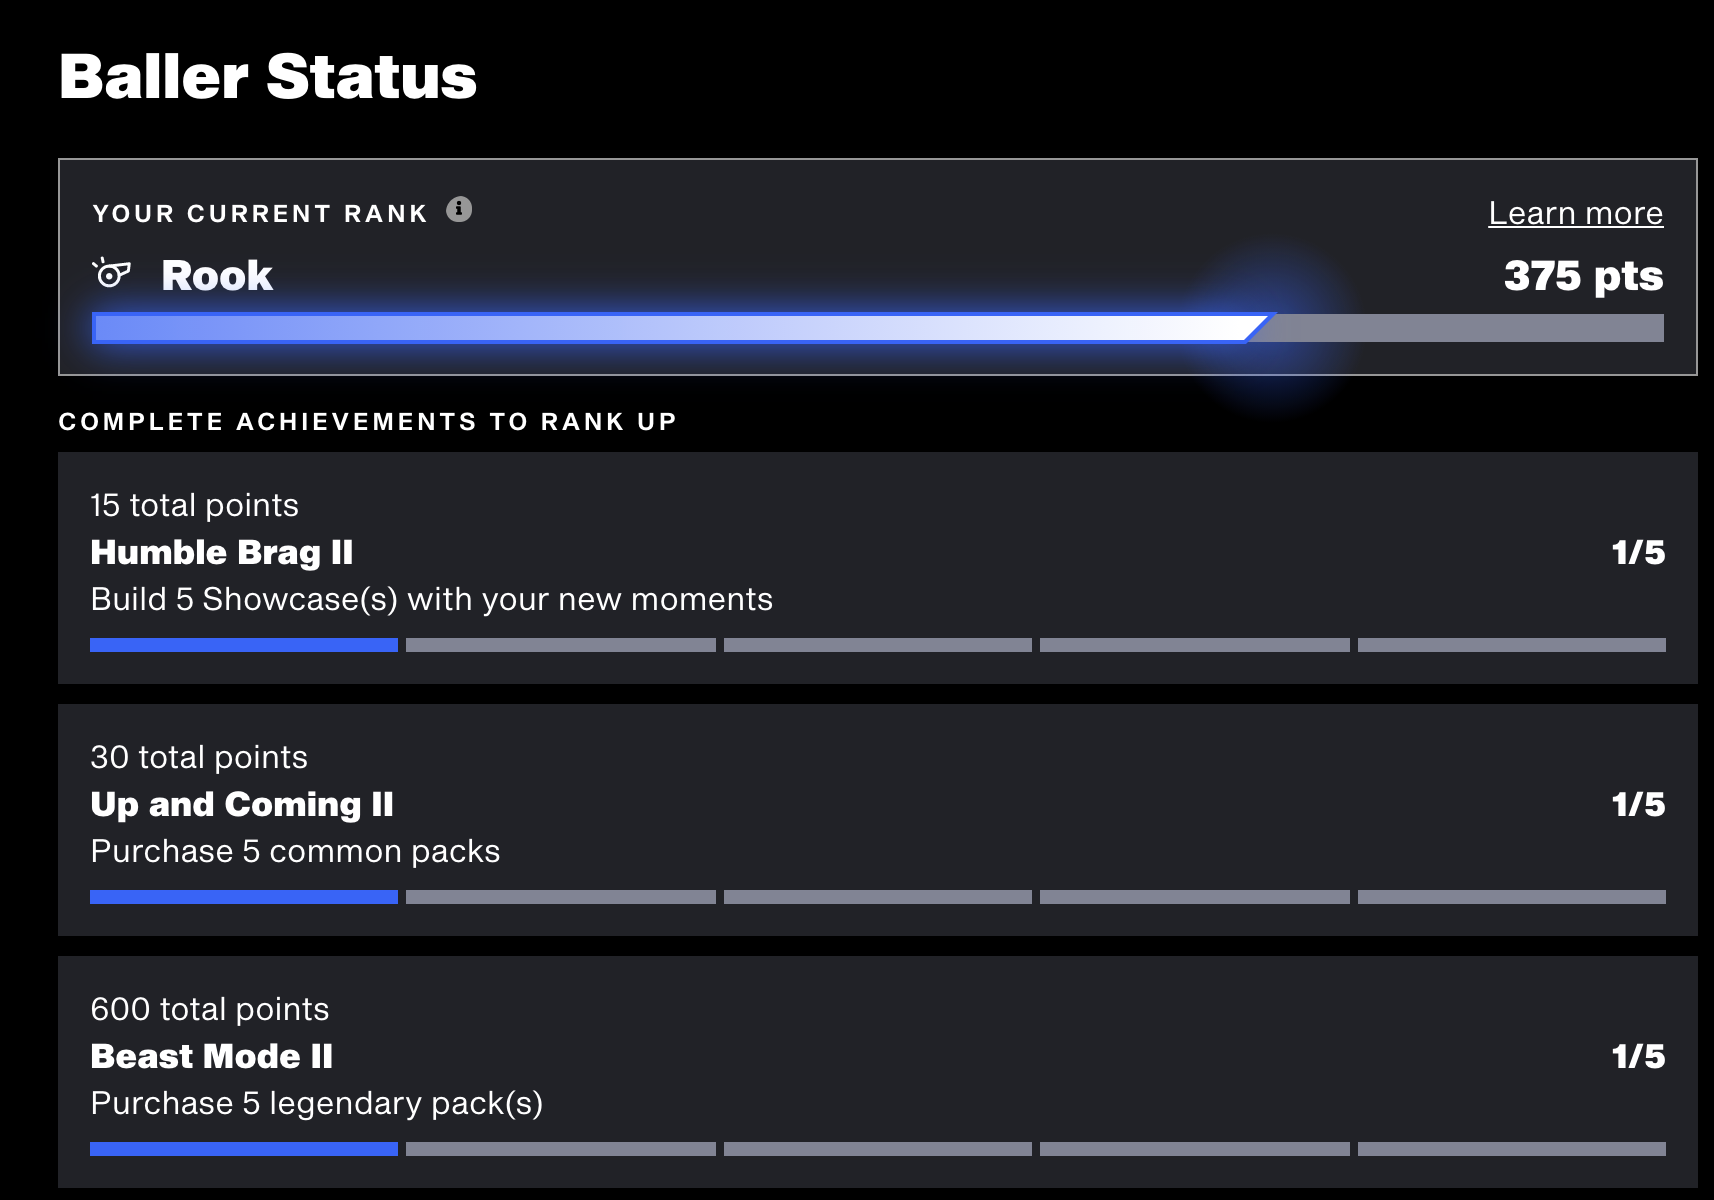 Baller Status
YOUR CURRENT RANK
Learn more
Rook
375 pts
COMPLETE ACHIEVEMENTS TO RANK UP
15 total points
Humble Brag II
1/5
Build 5 Showcase(s) with your new moments
30 total points
Up and Coming II
1/5
Purchase 5 common packs
600 total points
Beast Mode II
1/5
Purchase 5 legendary pack(s)